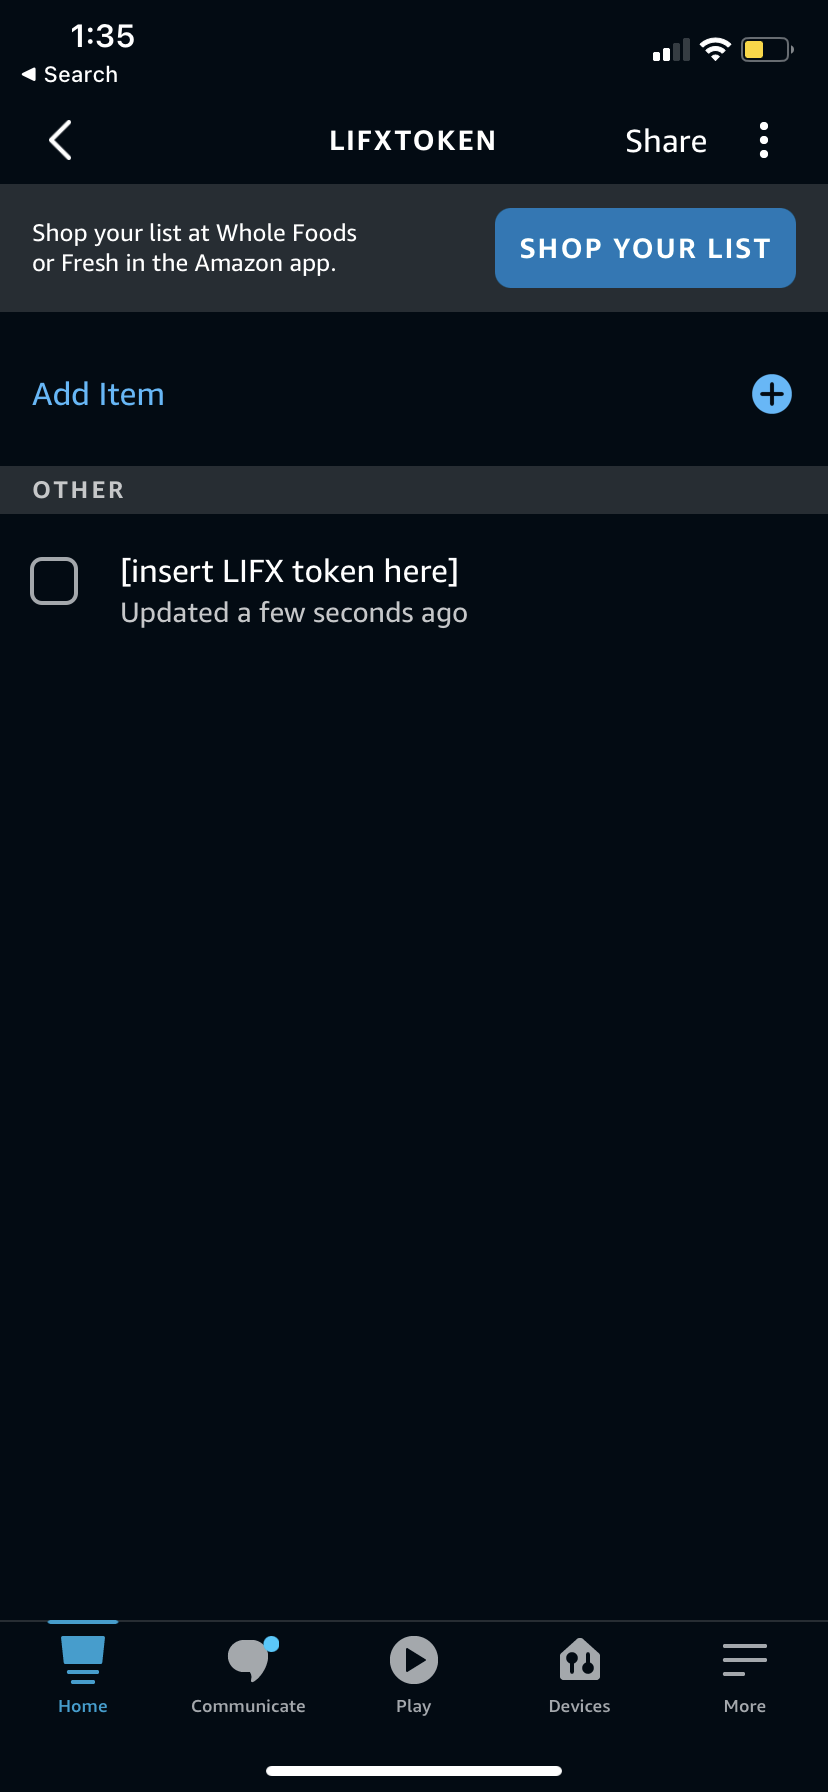 1:35
Search
LIFXTOKEN
Share
Shop your list at Whole Foods
or Fresh in the Amazon app.
SHOP YOUR LIST
Add Item
OTHER
[insert LIFX token here]
Updated a few seconds ago
Home
Communicate
Play
Devices
More